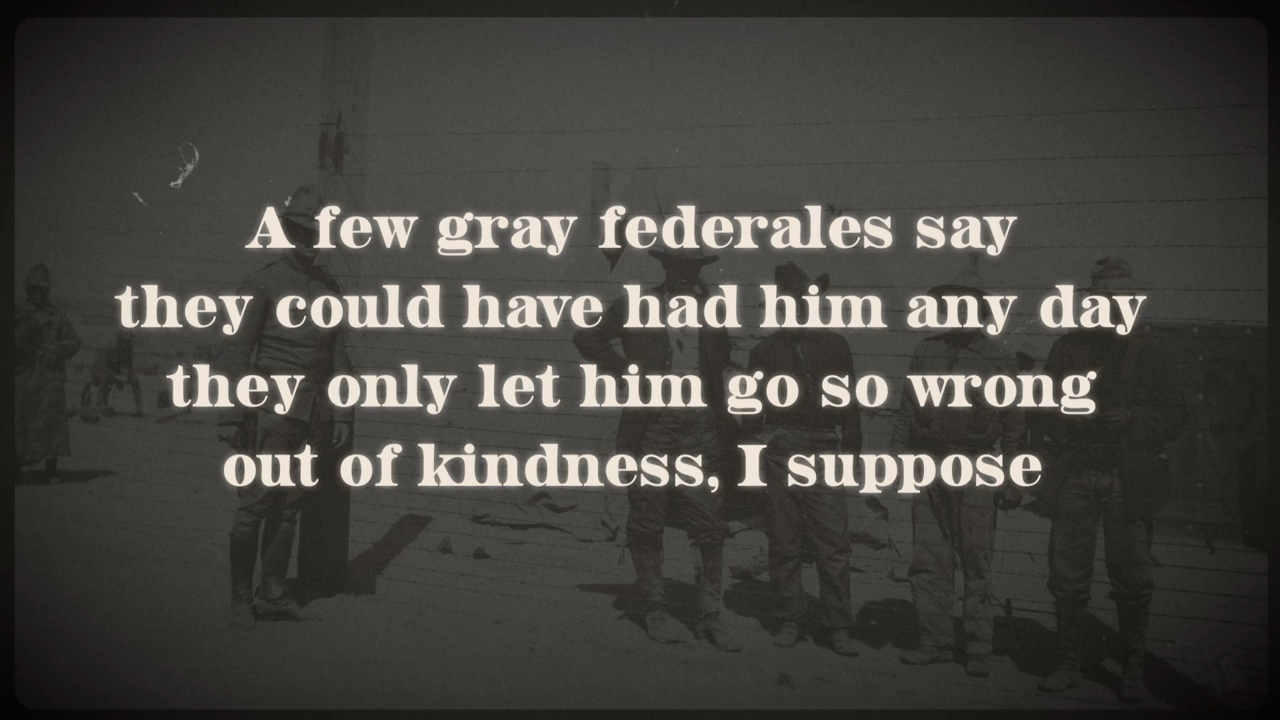 A few gray federales say
they could have had him any day
they only let him go so wrong
out of kindness, I suppose